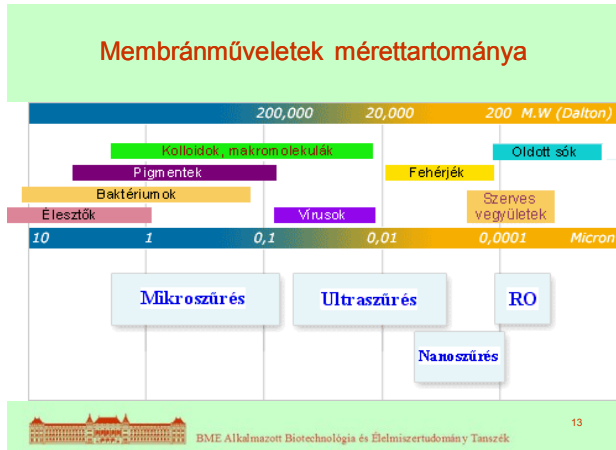 Membránműveletek mérettartománya
200,000 20,000 200 M.W (Dalton)
Kolloidok, makromolekulák
Oldott sók
Pigmentek
Fehérjék
Baktériumok
Szerves
vegyületek
Élesztők
Vírusok
10 1 0,1 0,01 0,0001 Micron
Mikroszűrés
Ultraszűrés
RO
Nanoszűrés
13
BME Alkalmazott Biotechnológia és Élelmiszertudomány Tanszék